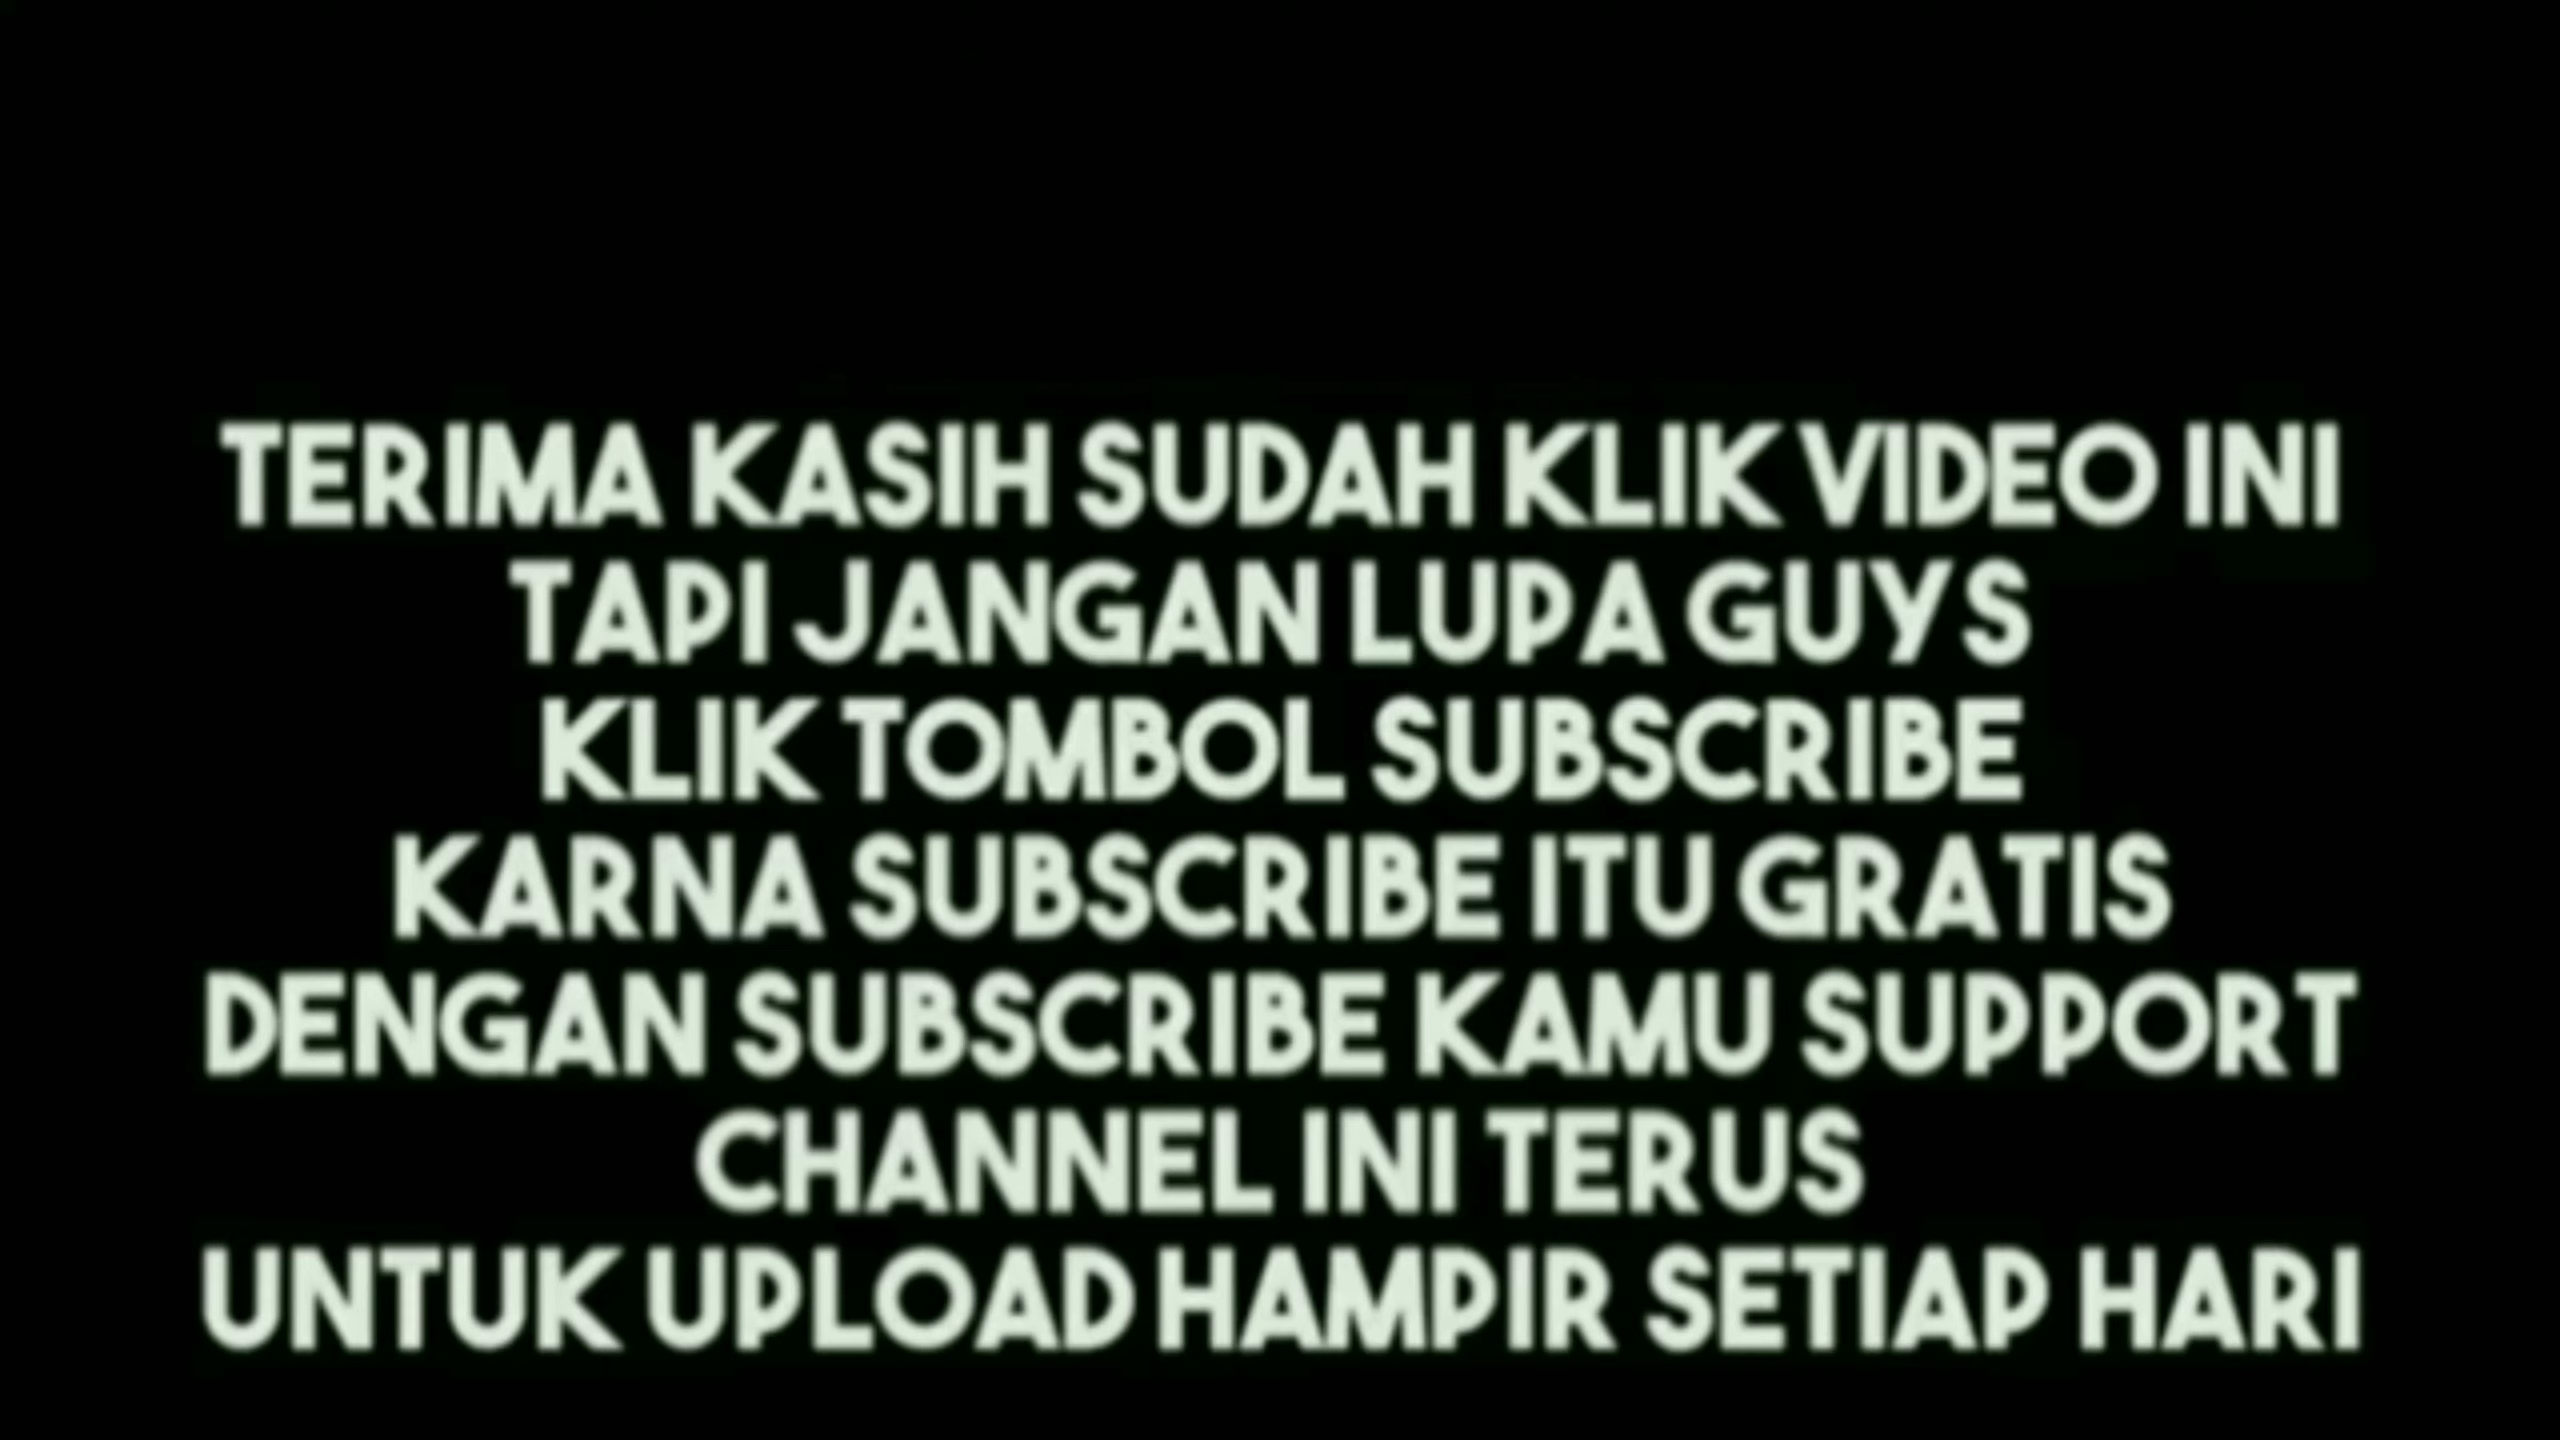 TERIMA KASIH SUDAH KLIK VIDEO INI
TAPI JANGAN LUPA GUYS
KLIK TOMBOL SUBSCRIBE
KARNA SUBSCRIBE ITU GRATIS
DENGAN SUBSCRIBE KAMU SUPPORT
CHANNEL INI TERUS
UNTUK UPLOAD HAMPIR SETIAP HARI